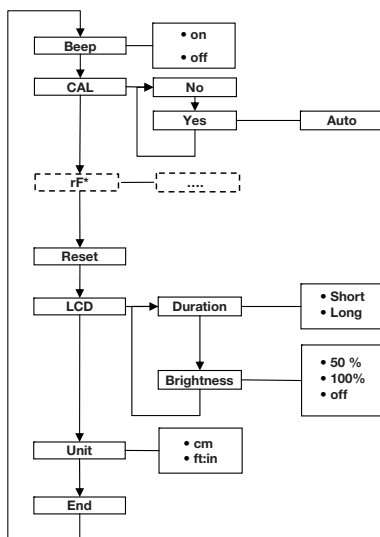 Beep
• on
• off
CAL
No
Yes
Auto
rF*
....
Reset
LCD
Duration
• Short
• Long
Brightness
• 50 %
• 100%
• off
Unit
• cm
• ft:in
End